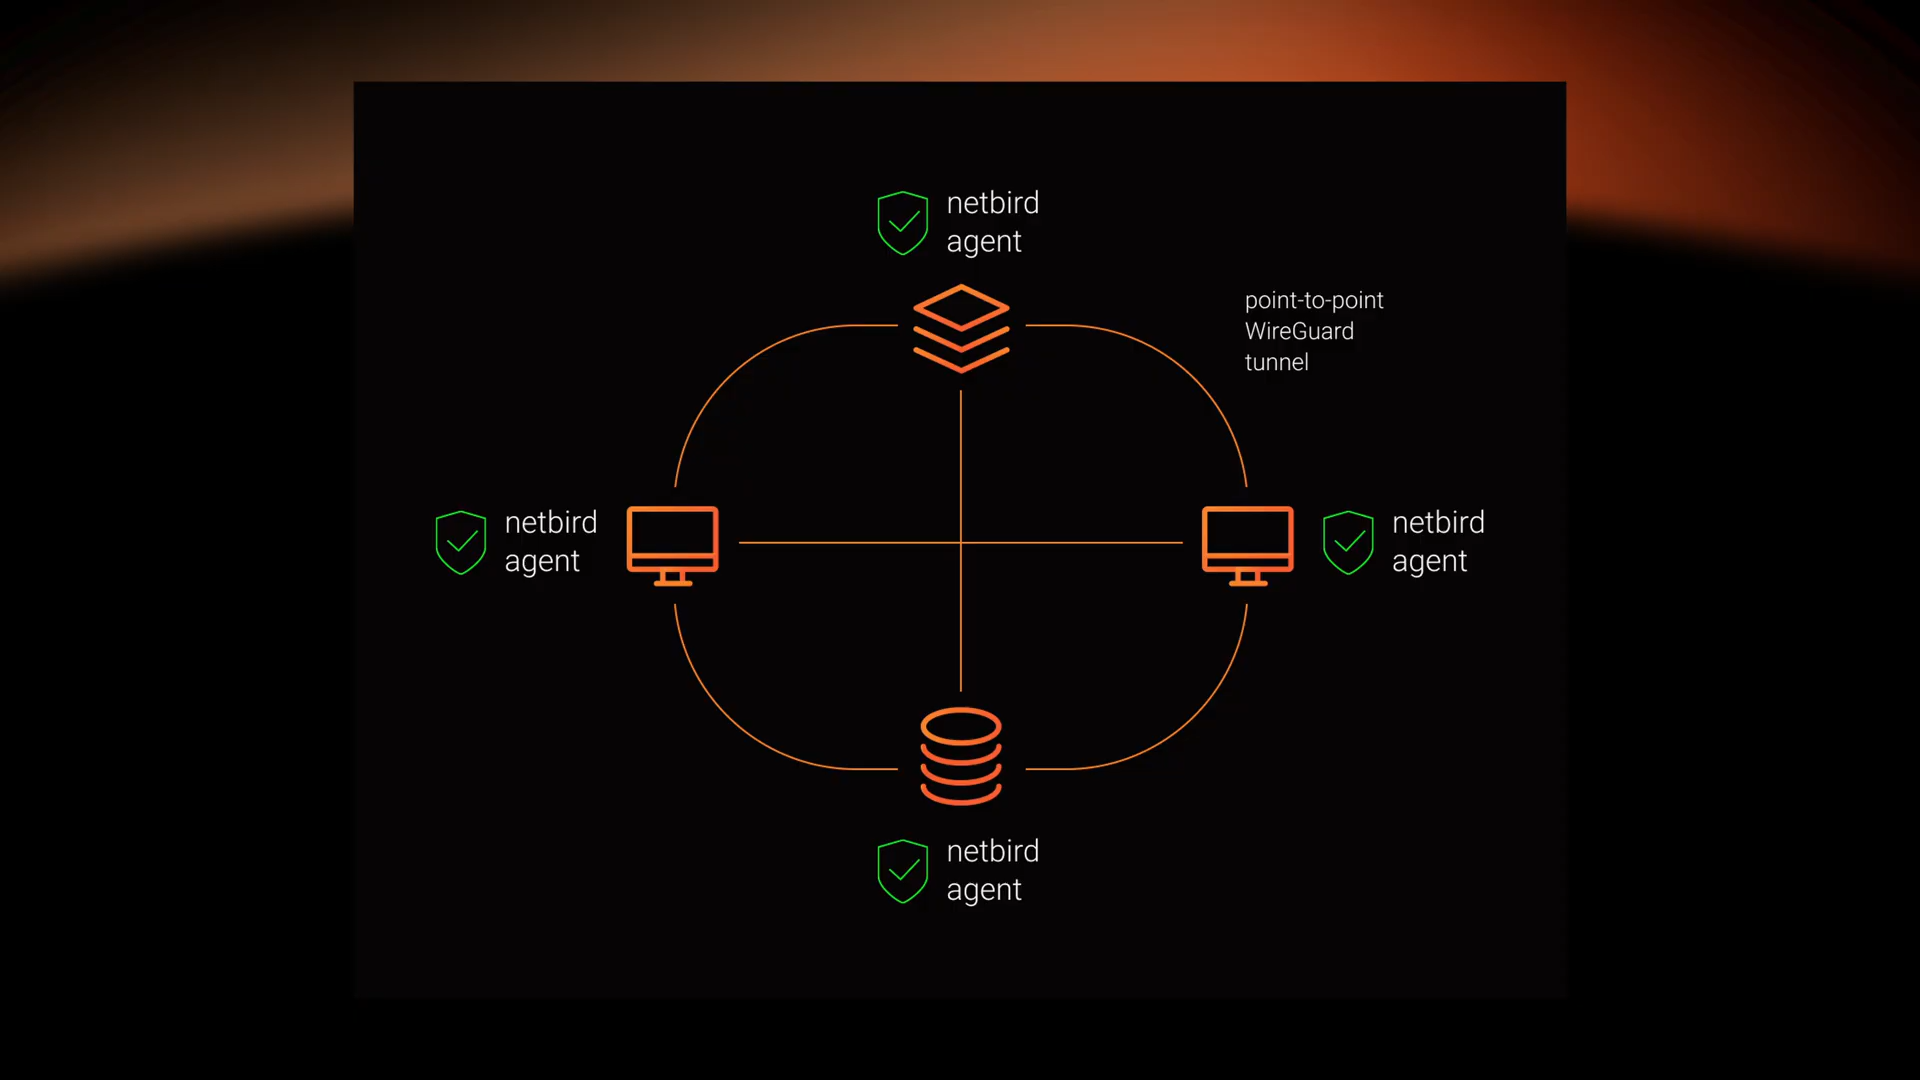 netbird
agent
point-to-point
WireGuard
tunnel
netbird
agent
netbird
agent
netbird
agent